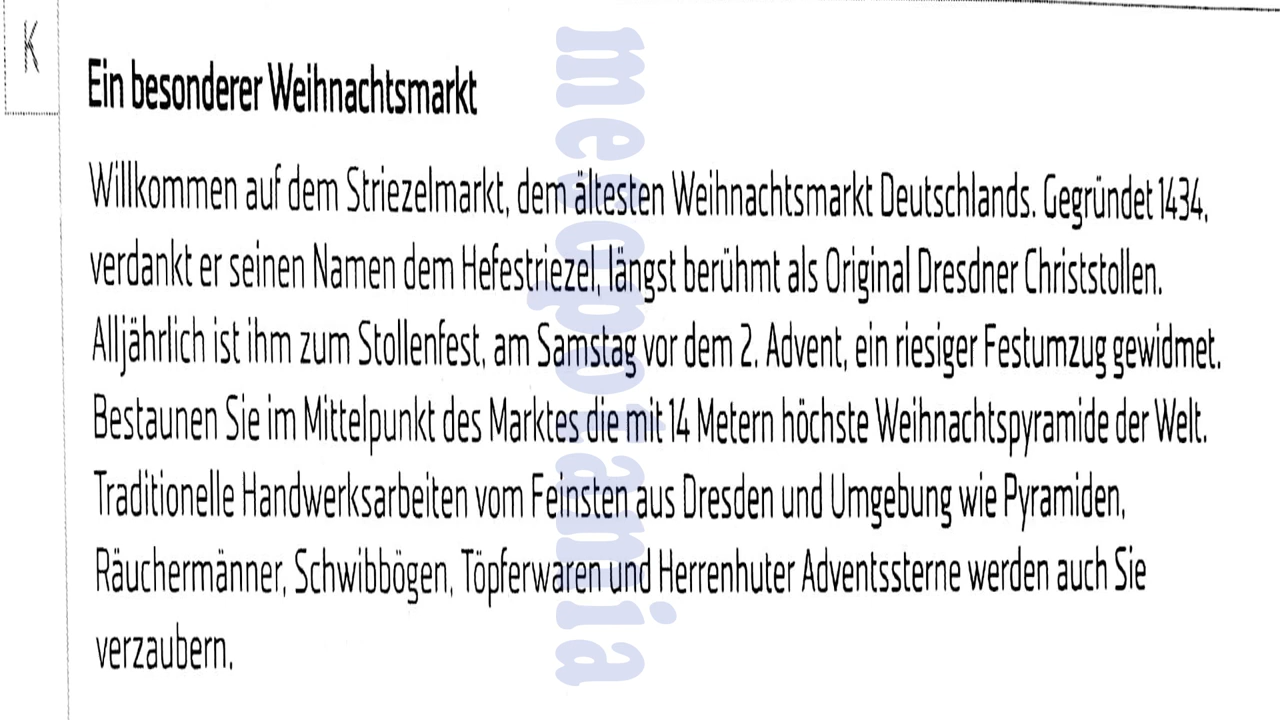 K
Ein besonderer Weihnachtsmarkt
Willkommen auf dem Striezelmarkt, dem ältesten Weihnachtsmarkt Deutschlands. Gegründet 1434,
verdankt er seinen Namen dem Hefestriezel, längst berühmt als Original Dresdner Christstollen.
Alljährlich ist ihm zum Stollenfest, am Samstag vor dem 2. Advent, ein riesiger Festumzug gewidmet.
Bestaunen Sie im Mittelpunkt des Marktes die mit 14 Metern höchste Weihnachtspyramide der Welt.
Traditionelle Handwerksarbeiten vom Feinsten aus Dresden und Umgebung wie Pyramiden,
Räuchermänner, Schwibbögen, Töpferwaren und Herrenhuter Adventssterne werden auch Sie
verzaubern.
mesopotamia